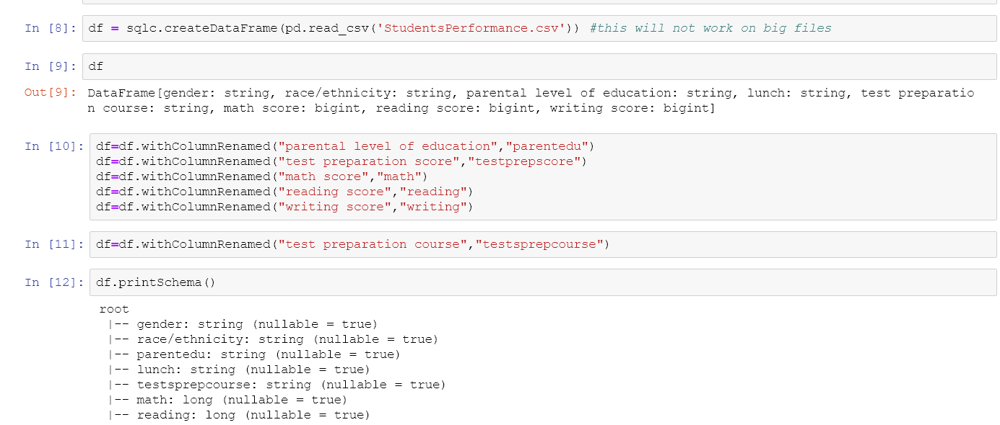 In [8]: df = sqlc.createDataFrame(pd.read_csv('StudentsPerformance.csv')) #this will not work on big files
In [9]: df
Out[9]: DataFrame[gender: string, race/ethnicity: string, parental level of education: string, lunch: string, test preparatio
n course: string, math score: bigint, reading score: bigint, writing score: bigint]
In [10]: df=df.withColumnRenamed("parental level of education","parentedu")
df=df.withColumnRenamed("test preparation score","testprepscore")
df=df.withColumnRenamed("math score","math")
df=df.withColumnRenamed("reading score","reading")
df=df.withColumnRenamed("writing score","writing")
In [11]: df=df.withColumnRenamed("test preparation course","testsprepcourse")
In [12]: df.printSchema()
root
|-- gender: string (nullable = true)
|-- race/ethnicity: string (nullable = true)
|-- parentedu: string (nullable = true)
|-- lunch: string (nullable = true)
|-- testsprepcourse: string (nullable = true)
|-- math: long (nullable = true)
|-- reading: long (nullable = true)